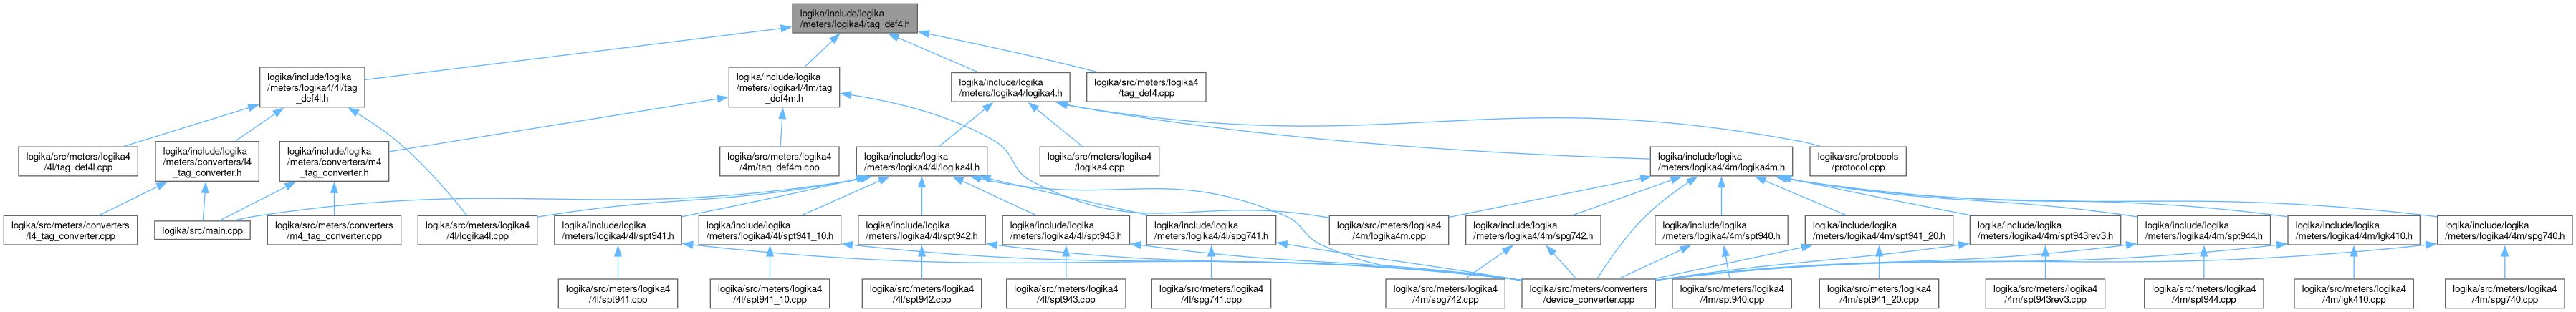 logika/include/logika
/meters/logika4/tag_def4.h
logika/include/logika
/meters/logika4/4l/tag
_def4l.h
logika/include/logika
/meters/logika4/4m/tag
_def4m.h
logika/include/logika
/meters/logika4/logika4.h
logika/src/meters/logika4
/tag_def4.cpp
logika/src/meters/logika4
/4l/tag_def4l.cpp
logika/include/logika
/meters/converters/l4
_tag_converter.h
logika/include/logika
/meters/converters/m4
_tag_converter.h
logika/src/meters/logika4
/4m/tag_def4m.cpp
logika/include/logika
/meters/logika4/4l/logika4l.h
logika/src/meters/logika4
/logika4.cpp
logika/include/logika
/meters/logika4/4m/logika4m.h
logika/src/protocols
/protocol.cpp
logika/src/meters/converters
/l4_tag_converter.cpp
logika/src/main.cpp
logika/src/meters/converters
/m4_tag_converter.cpp
logika/src/meters/logika4
/4l/logika4l.cpp
logika/include/logika
/meters/logika4/4l/spt941.h
logika/include/logika
/meters/logika4/4l/spt941_10.h
logika/include/logika
/meters/logika4/4l/spt942.h
logika/include/logika
/meters/logika4/4l/spt943.h
logika/include/logika
/meters/logika4/4l/spg741.h
logika/src/meters/logika4
/4m/logika4m.cpp
logika/include/logika
/meters/logika4/4m/spg742.h
logika/include/logika
/meters/logika4/4m/spt940.h
logika/include/logika
/meters/logika4/4m/spt941_20.h
logika/include/logika
/meters/logika4/4m/spt943rev3.h
logika/include/logika
/meters/logika4/4m/spt944.h
logika/include/logika
/meters/logika4/4m/lgk410.h
logika/include/logika
/meters/logika4/4m/spg740.h
logika/src/meters/logika4
/4l/spt941.cpp
logika/src/meters/logika4
/4l/spt941_10.cpp
logika/src/meters/logika4
/4l/spt942.cpp
logika/src/meters/logika4
/4l/spt943.cpp
logika/src/meters/logika4
/4l/spg741.cpp
logika/src/meters/logika4
/4m/spg742.cpp
logika/src/meters/converters
/device_converter.cpp
logika/src/meters/logika4
/4m/spt940.cpp
logika/src/meters/logika4
/4m/spt941_20.cpp
logika/src/meters/logika4
/4m/spt943rev3.cpp
logika/src/meters/logika4
/4m/spt944.cpp
logika/src/meters/logika4
/4m/lgk410.cpp
logika/src/meters/logika4
/4m/spg740.cpp